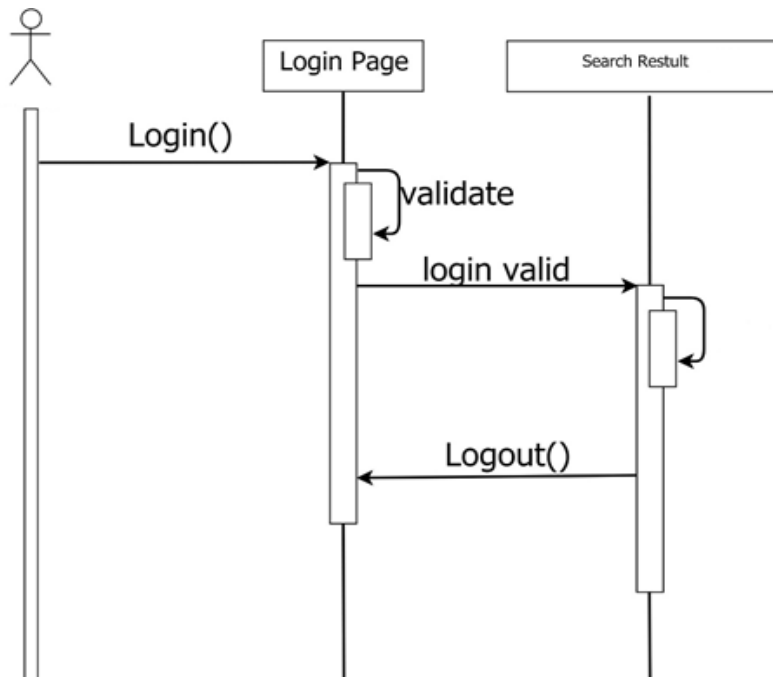 Login Page
Search Restult
Login()
validate
login valid
Logout()